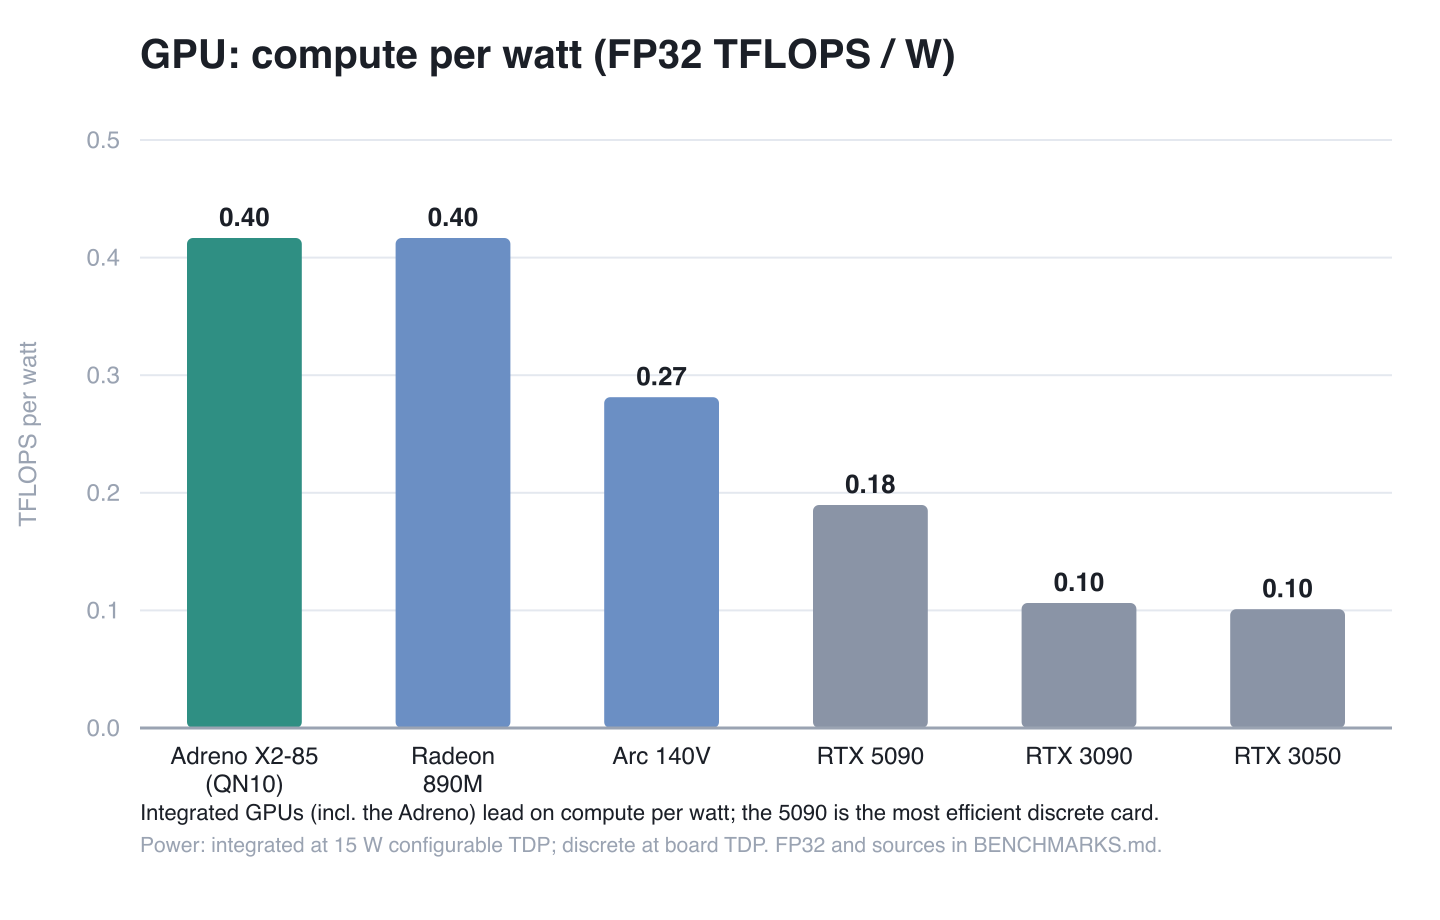 GPU: compute per watt (FP32 TFLOPS / W)
TFLOPS per watt
0.5
0.4
0.3
0.2
0.1
0.0
0.40
0.40
0.27
0.18
0.10
0.10
Adreno X2-85
(QN10)
Radeon
890M
Arc 140V
RTX 5090
RTX 3090
RTX 3050
Integrated GPUs (incl. the Adreno) lead on compute per watt; the 5090 is the most efficient discrete card.
Power: integrated at 15 W configurable TDP; discrete at board TDP. FP32 and sources in BENCHMARKS.md.